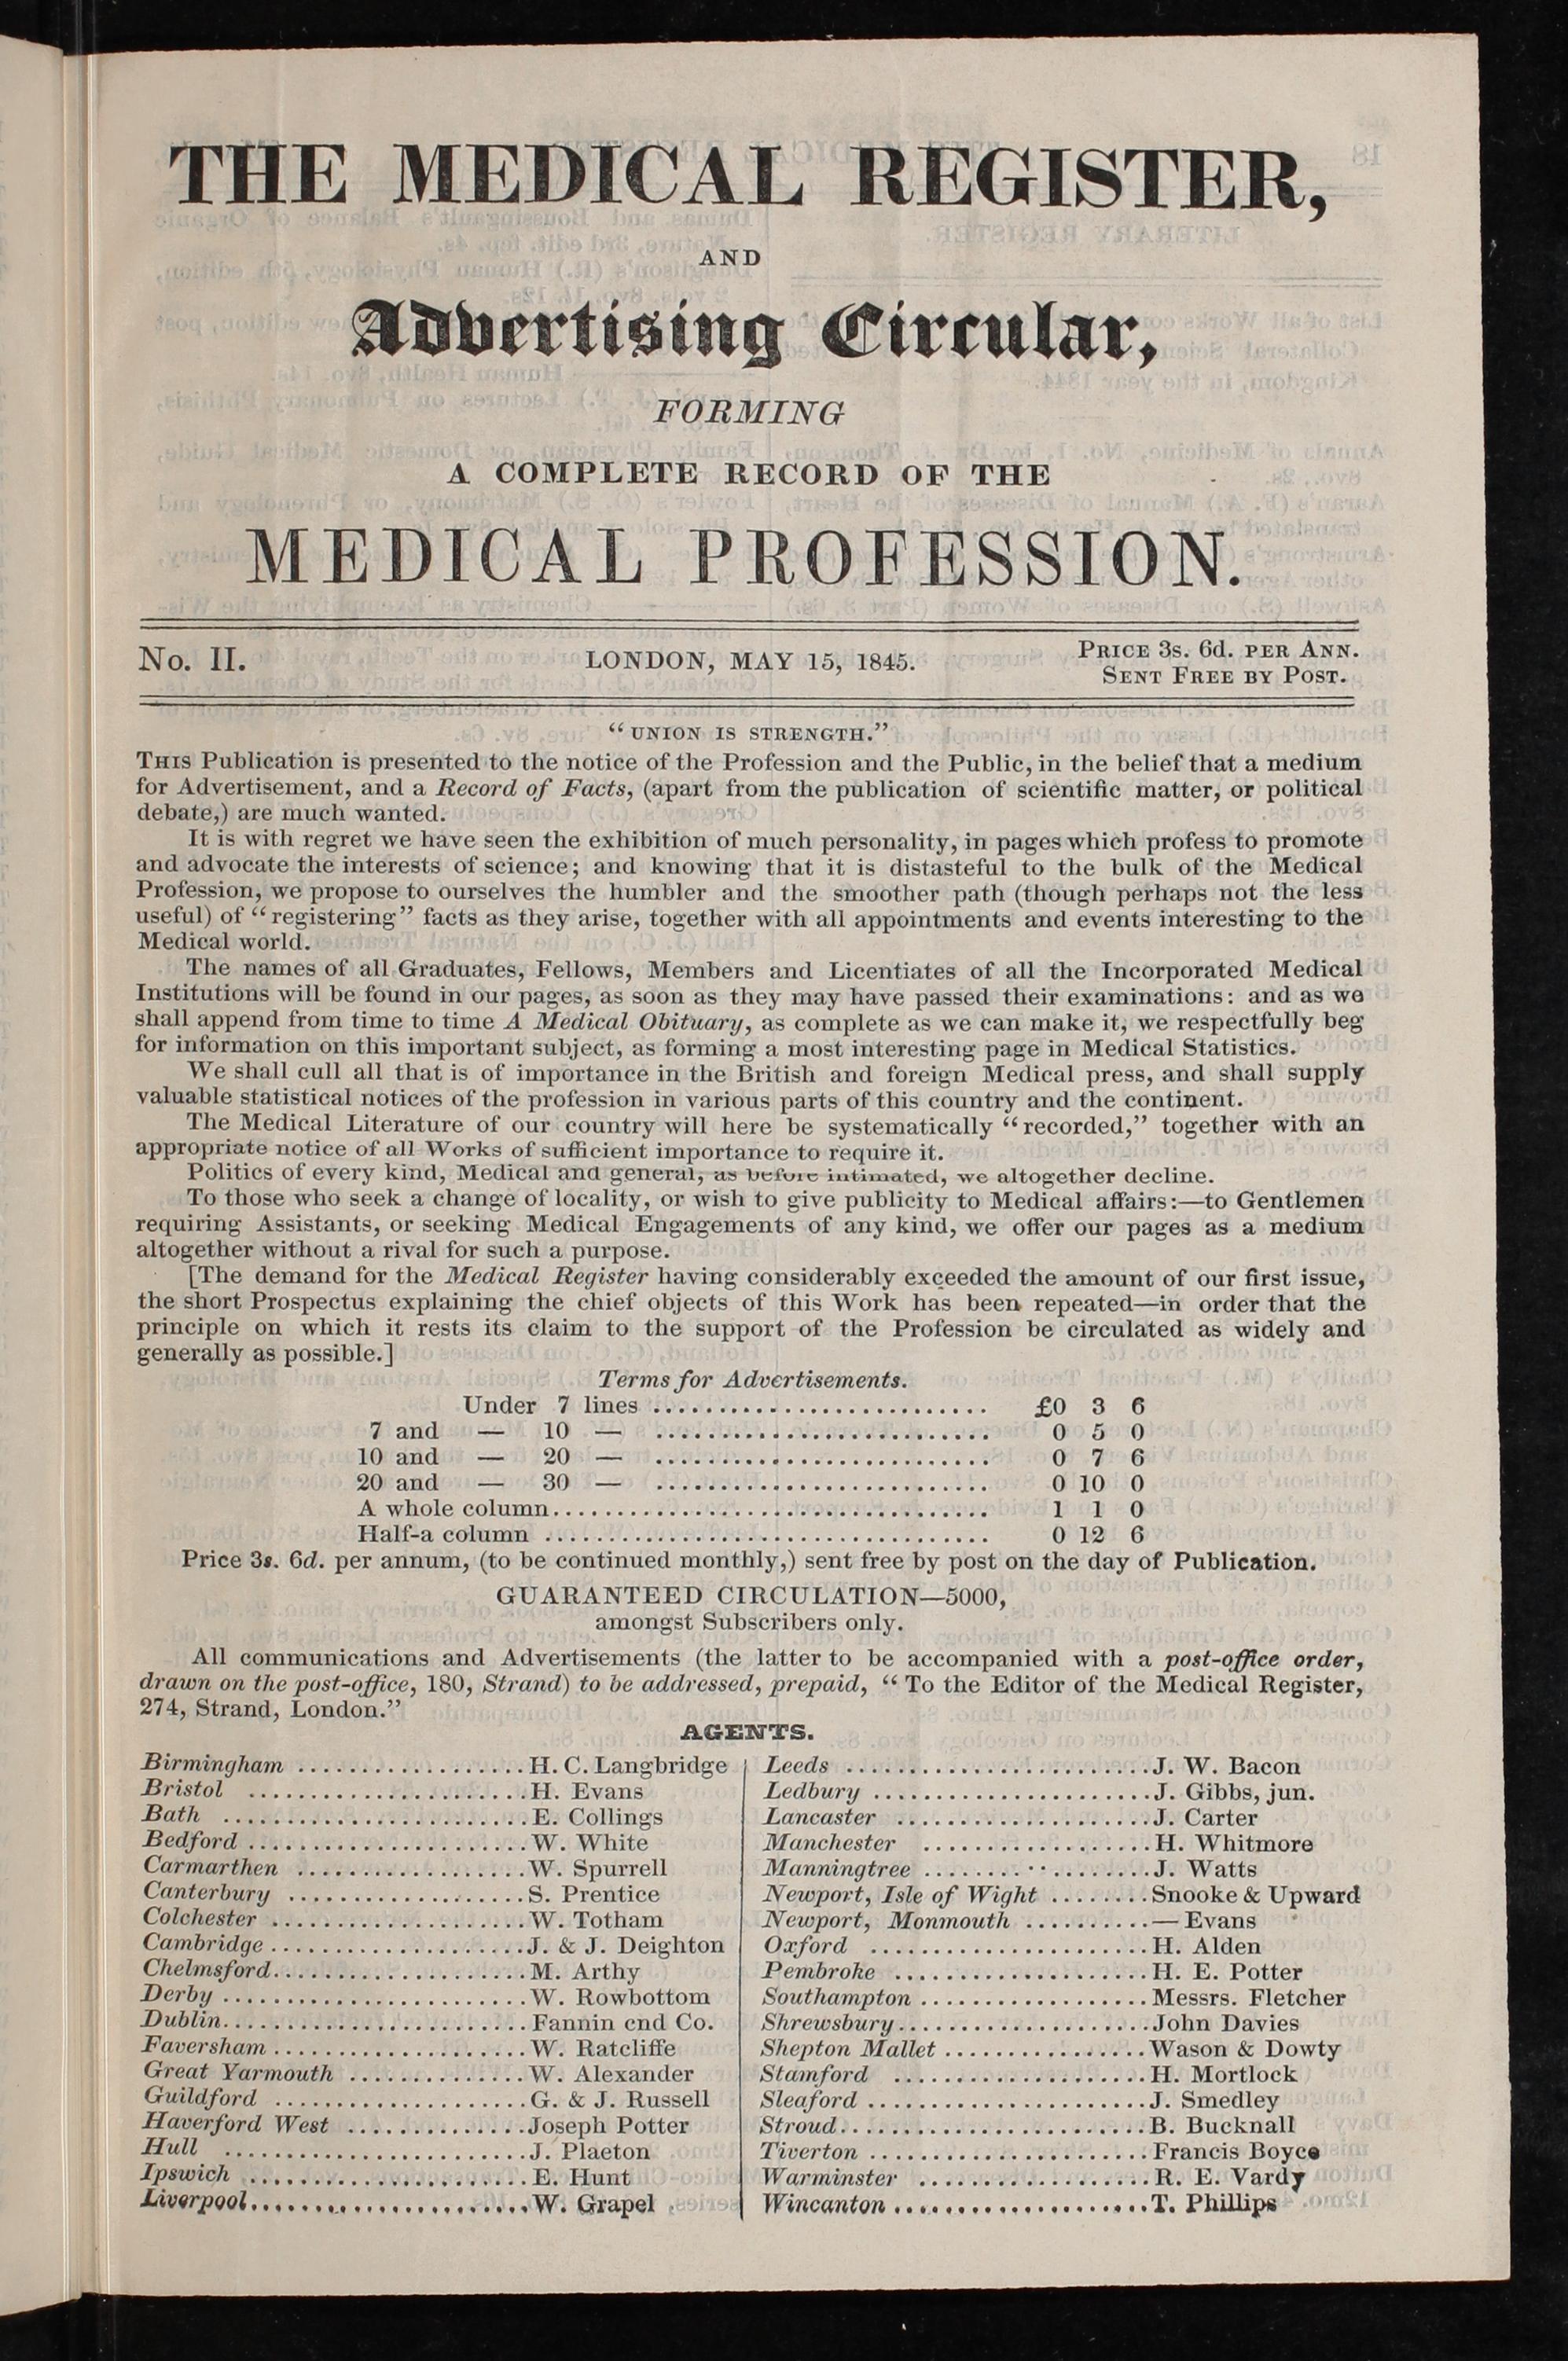 THE MEDICAL REGISTER,
AND
Advertising Circular,
FORMING
A COMPLETE RECORD OF THE
MEDICAL PROFESSION.
No. II. LONDON, MAY 15, 1845. PRICE 3s. 6d. PER ANN.
SENT FREE BY POST.
“UNION IS STRENGTH.”
THIS Publication is presented to the notice of the Profession and the Public, in the belief that a medium
for Advertisement, and a Record of Facts, (apart from the publication of scientific matter, or political
debate,) are much wanted.
It is with regret we have seen the exhibition of much personality, in pages which profess to promote
and advocate the interests of science; and knowing that it is distasteful to the bulk of the Medical
Profession, we propose to ourselves the humbler and the smoother path (though perhaps not the less
useful) of “registering” facts as they arise, together with all appointments and events interesting to the
Medical world.
The names of all Graduates, Fellows, Members and Licentiates of all the Incorporated Medical
Institutions will be found in our pages, as soon as they may have passed their examinations: and as we
shall append from time to time A Medical Obituary, as complete as we can make it, we respectfully beg
for information on this important subject, as forming a most interesting page in Medical Statistics.
We shall cull all that is of importance in the British and foreign Medical press, and shall supply
valuable statistical notices of the profession in various parts of this country and the continent.
The Medical Literature of our country will here be systematically “recorded,” together with an
appropriate notice of all Works of sufficient importance to require it.
Politics of every kind, Medical and general, as before intimated, we altogether decline.
To those who seek a change of locality, or wish to give publicity to Medical affairs:—to Gentlemen
requiring Assistants, or seeking Medical Engagements of any kind, we offer our pages as a medium
altogether without a rival for such a purpose.
[The demand for the Medical Register having considerably exceeded the amount of our first issue,
the short Prospectus explaining the chief objects of this Work has been repeated—in order that the
principle on which it rests its claim to the support of the Profession be circulated as widely and
generally as possible.]
Terms for Advertisements.
Under 7 lines .......................... £0 3 6
7 and — 10 — .......................... 0 5 0
10 and — 20 — .......................... 0 7 6
20 and — 30 — .......................... 0 10 0
A whole column.................................. 1 1 0
Half-a column .................................. 0 12 6
Price 3s. 6d. per annum, (to be continued monthly,) sent free by post on the day of Publication.
GUARANTEED CIRCULATION—5000,
amongst Subscribers only.
All communications and Advertisements (the latter to be accompanied with a post-office order,
drawn on the post-office, 180, Strand) to be addressed, prepaid, “To the Editor of the Medical Register,
274, Strand, London.”
AGENTS.
Birmingham ..................H. C. Langbridge
Bristol ......................H. Evans
Bath ........................E. Collings
Bedford ......................W. White
Carmarthen ..................W. Spurrell
Canterbury ...................S. Prentice
Colchester ....................W. Totham
Cambridge....................J. & J. Deighton
Chelmsford....................M. Arthy
Derby ........................W. Rowbottom
Dublin........................Fannin cnd Co.
Faversham ....................W. Ratcliffe
Great Yarmouth ..............W. Alexander
Guildford ....................G. & J. Russell
Haverford West ..............Joseph Potter
Hull ........................J. Plaeton
Ipswich ......................E. Hunt
Liverpool......................W. Grapel
Leeds ........................J. W. Bacon
Ledbury ......................J. Gibbs, jun.
Lancaster ....................J. Carter
Manchester ..................H. Whitmore
Manningtree ..................J. Watts
Newport, Isle of Wight ........Snooke & Upward
Newport, Monmouth ..........— Evans
Oxford ......................H. Alden
Pembroke ....................H. E. Potter
Southampton ..................Messrs. Fletcher
Shrewsbury....................John Davies
Shepton Mallet ................Wason & Dowty
Stamford ....................H. Mortlock
Sleaford ......................J. Smedley
Stroud........................B. Bucknall
Tiverton ......................Francis Boyce
Warminster ..................R. E. Vardy
Wincanton ....................T. Phillips